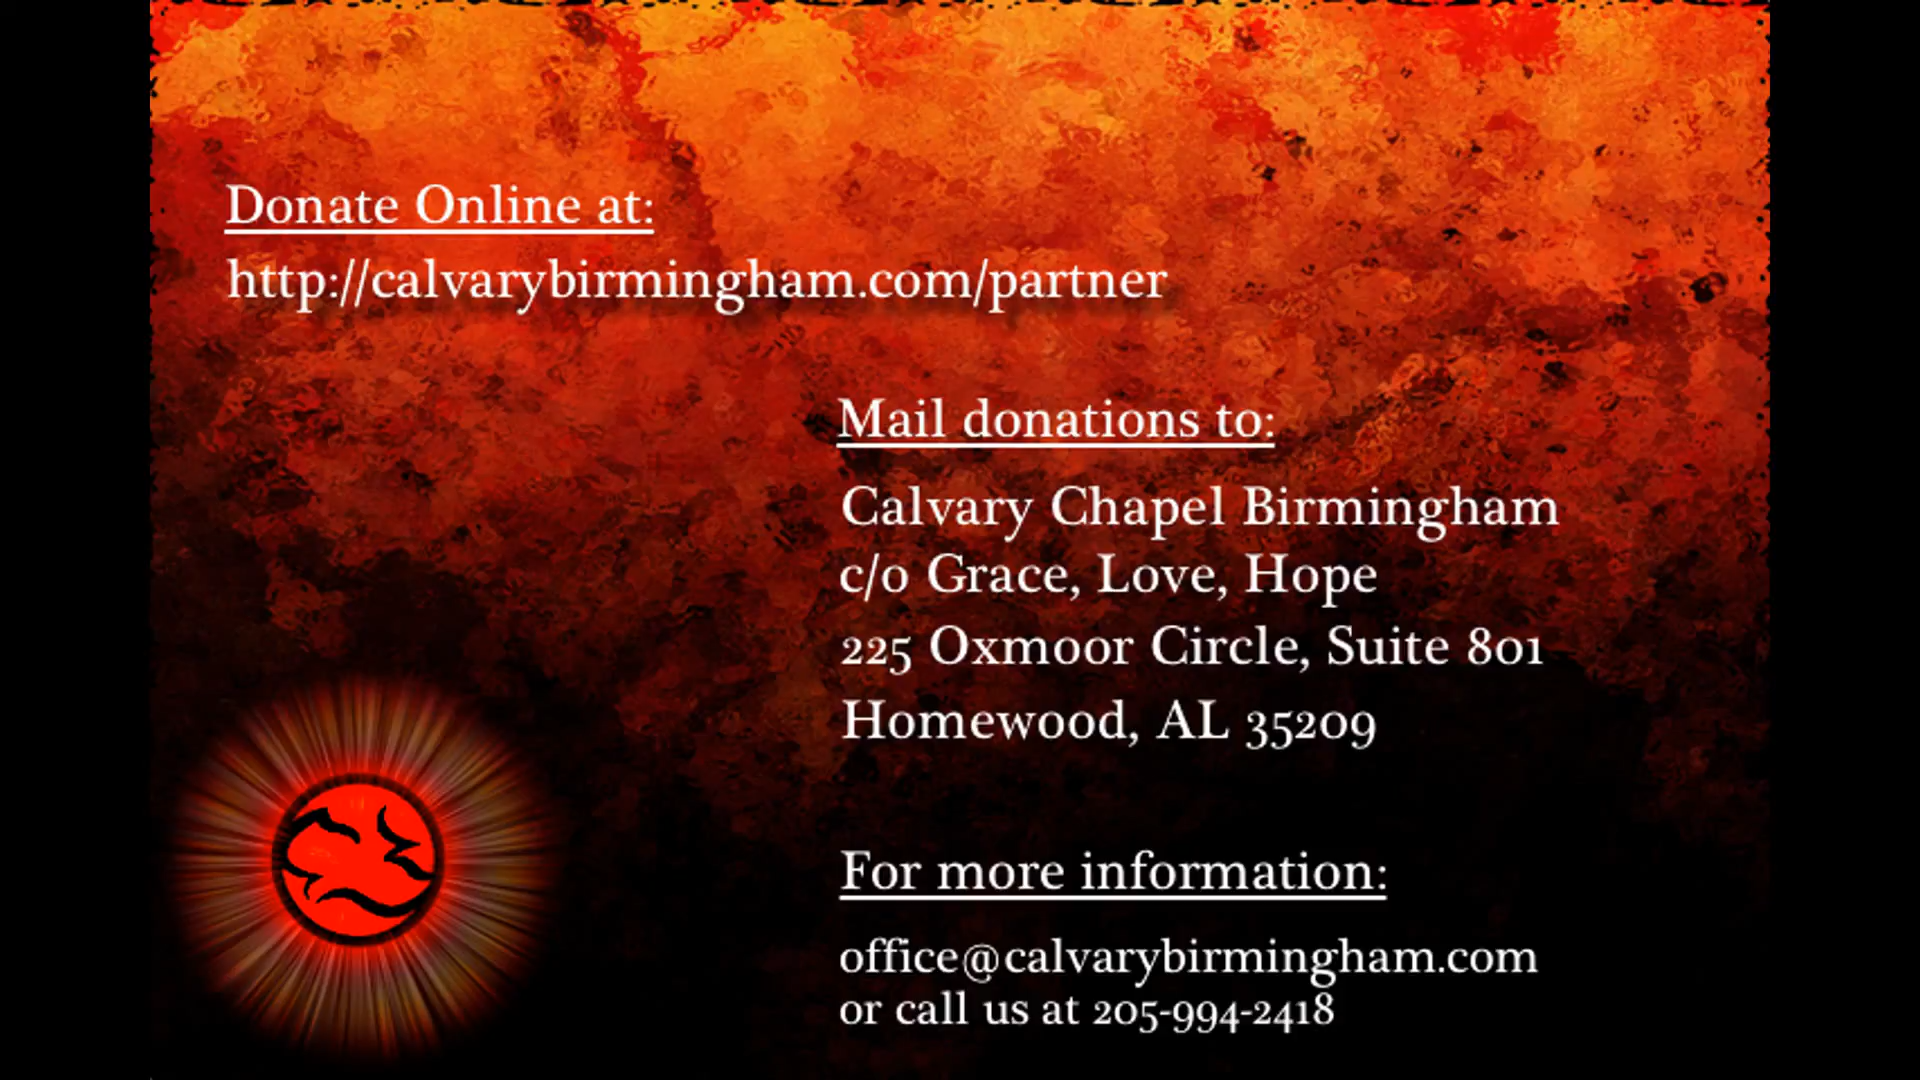 Donate Online at:
http://calvarybirmingham.com/partner
Mail donations to:
Calvary Chapel Birmingham
c/o Grace, Love, Hope
225 Oxmoor Circle, Suite 801
Homewood, AL 35209
For more information:
office@calvarybirmingham.com
or call us at 205-994-2418